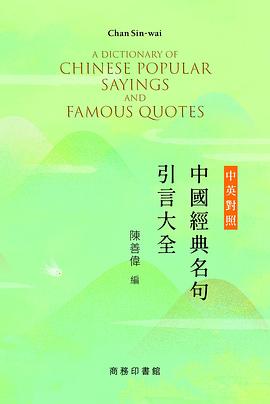 Chan Sin-wai
A DICTIONARY OF
CHINESE POPULAR
SAYINGS
AND
FAMOUS QUOTES
中英對照
中國經典名句
引言大全
陳善偉 編
商務印書館